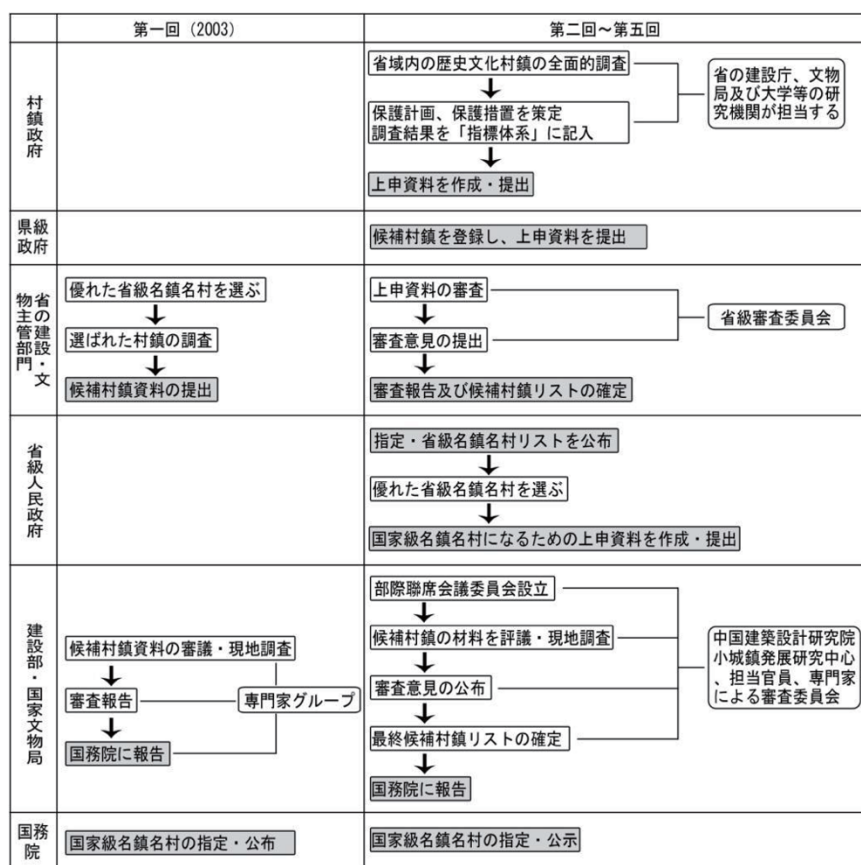 第一回（2003）
第二回～第五回
村鎮政府
省域内の歴史文化村鎮の全面的調査
保護計画、保護措置を策定
調査結果を「指標体系」に記入
上申資料を作成・提出
省の建設庁、文物
局及び大学等の研
究機関が担当する
県級
政府
候補村鎮を登録し、上申資料を提出
省の建設・文
物主管部門
優れた省級名鎮名村を選ぶ
選ばれた村鎮の調査
候補村鎮資料の提出
上申資料の審査
審査意見の提出
審査報告及び候補村鎮リストの確定
省級審査委員会
省級人民政府
指定・省級名鎮名村リストを公布
優れた省級名鎮名村を選ぶ
国家級名鎮名村になるための上申資料を作成・提出
建設部・国家文物局
候補村鎮資料の審議・現地調査
審査報告
国務院に報告
専門家グループ
部際聯席会議委員会設立
候補村鎮の材料を評議・現地調査
審査意見の公布
最終候補村鎮リストの確定
国務院に報告
中国建築設計研究院
小城鎮発展研究中心
、担当官員、専門家
による審査委員会
国務
院
国家級名鎮名村の指定・公布
国家級名鎮名村の指定・公示